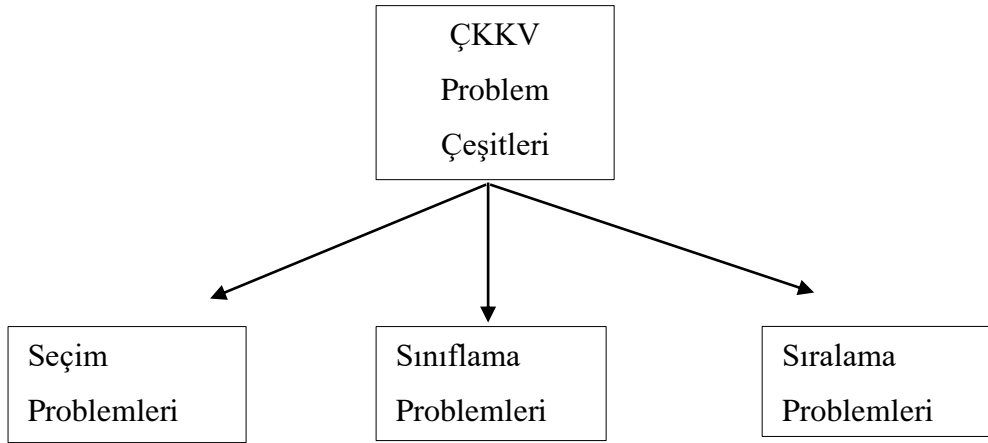 ÇKKV
Problem
Çeşitleri
Seçim
Problemleri
Sınıflama
Problemleri
Sıralama
Problemleri